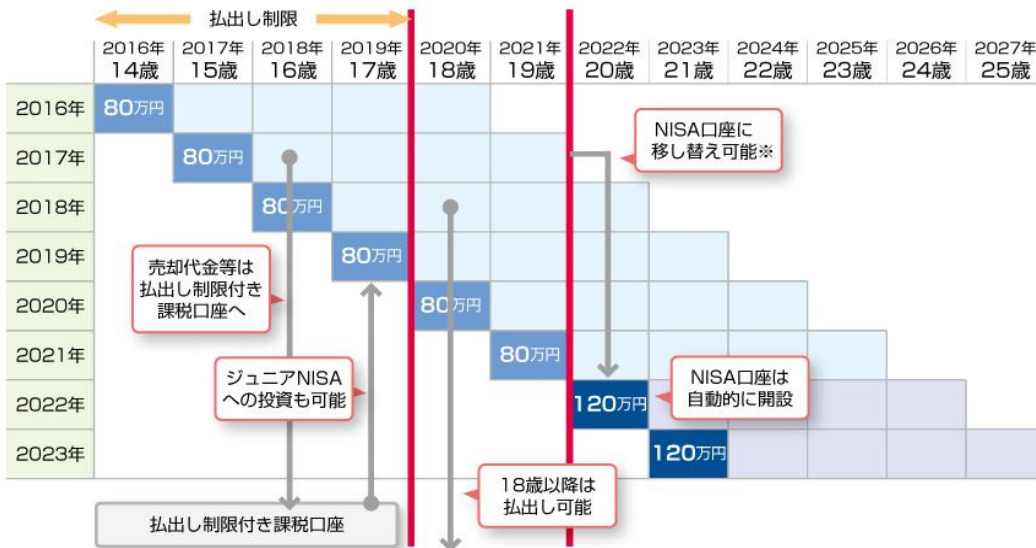 払出し制限
2016年 2017年 2018年 2019年 2020年 2021年 2022年 2023年 2024年 2025年 2026年 2027年
14歳 15歳 16歳 17歳 18歳 19歳 20歳 21歳 22歳 23歳 24歳 25歳
2016年 80万円
2017年 80万円
NISA口座に
移し替え可能※
2018年 80万円
2019年 80万円
売却代金等は
払出し制限付き
課税口座へ
2020年 80万円
2021年 80万円
ジュニアNISA
への投資も可能
NISA口座は
自動的に開設
2022年 120万円
2023年 120万円
18歳以降は
払出し可能
払出し制限付き課税口座